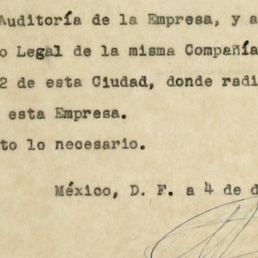 Auditoría de la Empresa, y a
o Legal de la misma Compañía
2 de esta Ciudad, donde radi
esta Empresa.
to lo necesario.
México, D. F. a 4 de d